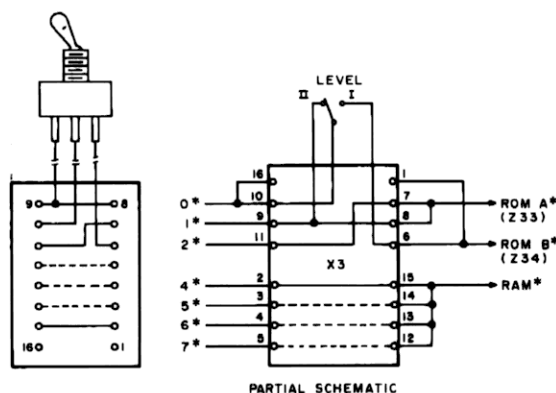 LEVEL
II I
16 1
0* 10 7 ROM A*
(Z33)
1* 9 8
2* 11 6 ROM B*
(Z34)
X3
4* 2 15 RAM*
5* 3 14
6* 4 13
7* 5 12
9 8
16 1
PARTIAL SCHEMATIC